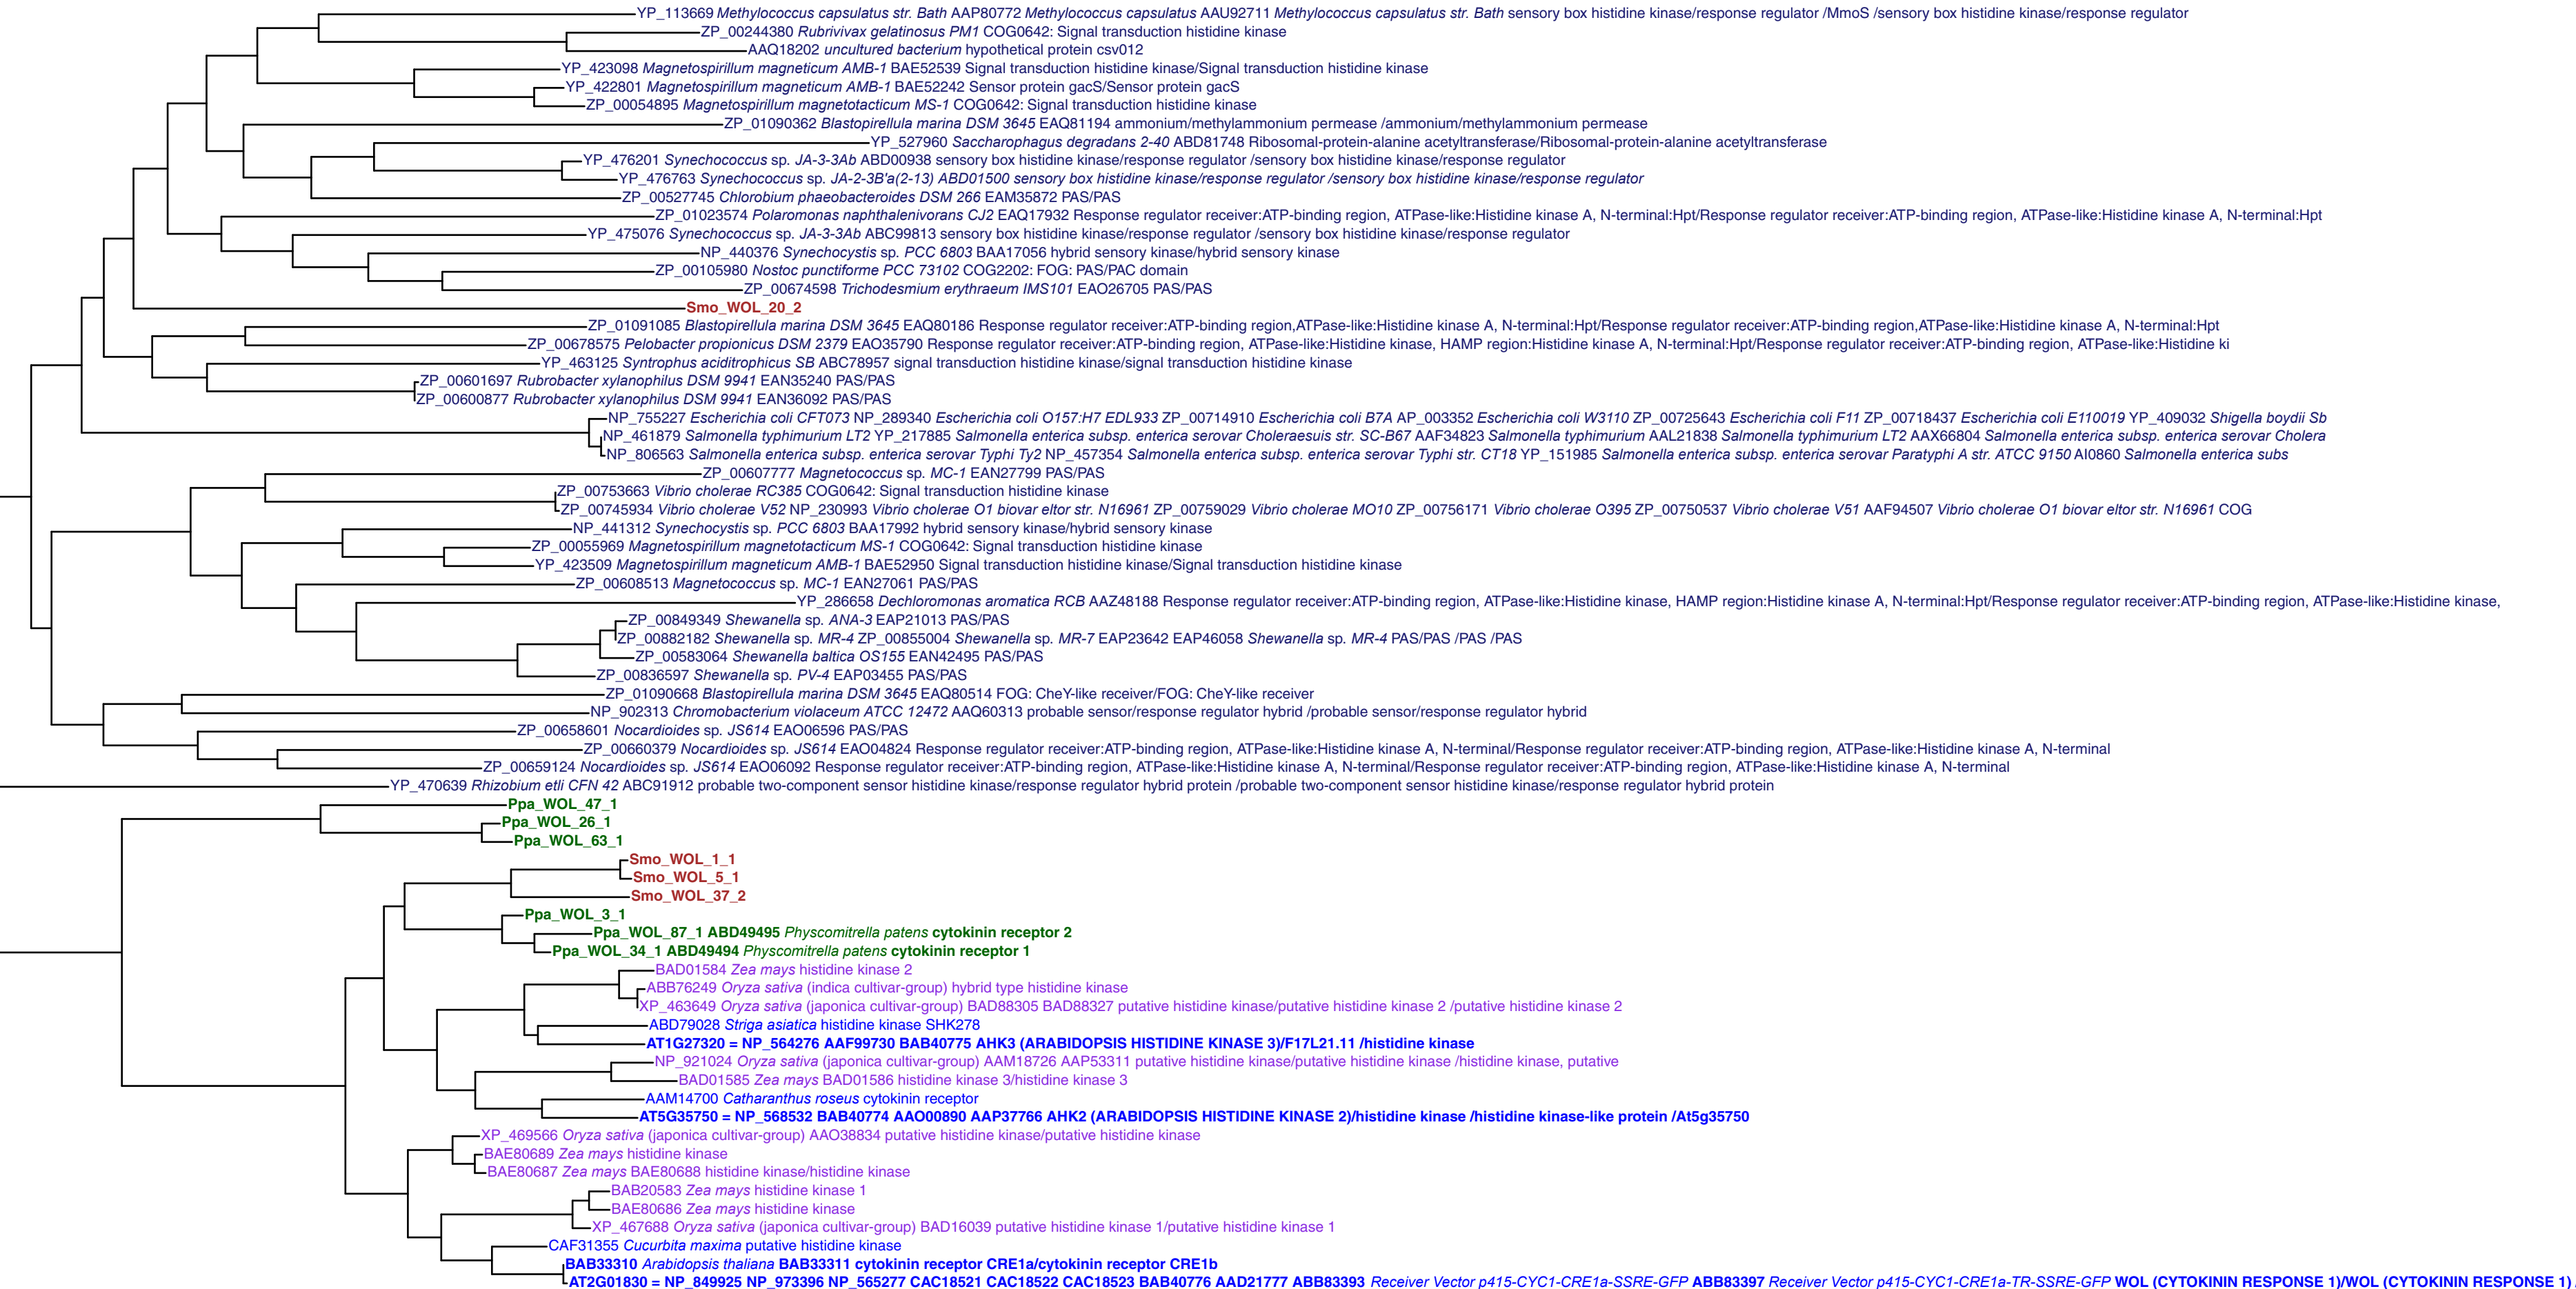 YP_113669 Methylococcus capsulatus str. Bath AAP80772 Methylococcus capsulatus AAU92711 Methylococcus capsulatus str. Bath sensory box histidine kinase/response regulator /MmoS /sensory box histidine kinase/response regulator
ZP_00244380 Rubrivivax gelatinosus PM1 COG0642: Signal transduction histidine kinase
AAQ18202 uncultured bacterium hypothetical protein csv012
YP_423098 Magnetospirillum magneticum AMB-1 BAE52539 Signal transduction histidine kinase/Signal transduction histidine kinase
YP_422801 Magnetospirillum magneticum AMB-1 BAE52242 Sensor protein gacS/Sensor protein gacS
ZP_00054895 Magnetospirillum magnetotacticum MS-1 COG0642: Signal transduction histidine kinase
ZP_01090362 Blastopirellula marina DSM 3645 EAQ81194 ammonium/methylammonium permease /ammonium/methylammonium permease
YP_527960 Saccharophagus degradans 2-40 ABD81748 Ribosomal-protein-alanine acetyltransferase/Ribosomal-protein-alanine acetyltransferase
YP_476201 Synechococcus sp. JA-3-3Ab ABD00938 sensory box histidine kinase/response regulator /sensory box histidine kinase/response regulator
YP_476763 Synechococcus sp. JA-2-3B'a(2-13) ABD01500 sensory box histidine kinase/response regulator /sensory box histidine kinase/response regulator
ZP_00527745 Chlorobium phaeobacteroides DSM 266 EAM35872 PAS/PAS
ZP_01023574 Polaromonas naphthalenivorans CJ2 EAQ17932 Response regulator receiver:ATP-binding region, ATPase-like:Histidine kinase A, N-terminal:Hpt/Response regulator receiver:ATP-binding region, ATPase-like:Histidine kinase A, N-terminal:Hpt
YP_475076 Synechococcus sp. JA-3-3Ab ABC99813 sensory box histidine kinase/response regulator /sensory box histidine kinase/response regulator
NP_440376 Synechocystis sp. PCC 6803 BAA17056 hybrid sensory kinase/hybrid sensory kinase
ZP_00105980 Nostoc punctiforme PCC 73102 COG2202: FOG: PAS/PAC domain
ZP_00674598 Trichodesmium erythraeum IMS101 EAO26705 PAS/PAS
Smo_WOL_20_2
ZP_01091085 Blastopirellula marina DSM 3645 EAQ80186 Response regulator receiver:ATP-binding region,ATPase-like:Histidine kinase A, N-terminal:Hpt/Response regulator receiver:ATP-binding region,ATPase-like:Histidine kinase A, N-terminal:Hpt
ZP_00678575 Pelobacter propionicus DSM 2379 EAO35790 Response regulator receiver:ATP-binding region, ATPase-like:Histidine kinase, HAMP region:Histidine kinase A, N-terminal:Hpt/Response regulator receiver:ATP-binding region, ATPase-like:Histidine ki
YP_463125 Syntrophus aciditrophicus SB ABC78957 signal transduction histidine kinase/signal transduction histidine kinase
ZP_00601697 Rubrobacter xylanophilus DSM 9941 EAN35240 PAS/PAS
ZP_00600877 Rubrobacter xylanophilus DSM 9941 EAN36092 PAS/PAS
NP_755227 Escherichia coli CFT073 NP_289340 Escherichia coli O157:H7 EDL933 ZP_00714910 Escherichia coli B7A AP_003352 Escherichia coli W3110 ZP_00725643 Escherichia coli F11 ZP_00718437 Escherichia coli E110019 YP_409032 Shigella boydii Sb
NP_461879 Salmonella typhimurium LT2 YP_217885 Salmonella enterica subsp. enterica serovar Choleraesuis str. SC-B67 AAF34823 Salmonella typhimurium AAL21838 Salmonella typhimurium LT2 AAX66804 Salmonella enterica subsp. enterica serovar Cholera
NP_806563 Salmonella enterica subsp. enterica serovar Typhi Ty2 NP_457354 Salmonella enterica subsp. enterica serovar Typhi str. CT18 YP_151985 Salmonella enterica subsp. enterica serovar Paratyphi A str. ATCC 9150 AI0860 Salmonella enterica subs
ZP_00607777 Magnetococcus sp. MC-1 EAN27799 PAS/PAS
ZP_00753663 Vibrio cholerae RC385 COG0642: Signal transduction histidine kinase
ZP_00745934 Vibrio cholerae V52 NP_230993 Vibrio cholerae O1 biovar eltor str. N16961 ZP_00759029 Vibrio cholerae MO10 ZP_00756171 Vibrio cholerae O395 ZP_00750537 Vibrio cholerae V51 AAF94507 Vibrio cholerae O1 biovar eltor str. N16961 COG
NP_441312 Synechocystis sp. PCC 6803 BAA17992 hybrid sensory kinase/hybrid sensory kinase
ZP_00055969 Magnetospirillum magnetotacticum MS-1 COG0642: Signal transduction histidine kinase
YP_423509 Magnetospirillum magneticum AMB-1 BAE52950 Signal transduction histidine kinase/Signal transduction histidine kinase
ZP_00608513 Magnetococcus sp. MC-1 EAN27061 PAS/PAS
YP_286658 Dechloromonas aromatica RCB AAZ48188 Response regulator receiver:ATP-binding region, ATPase-like:Histidine kinase, HAMP region:Histidine kinase A, N-terminal:Hpt/Response regulator receiver:ATP-binding region, ATPase-like:Histidine kinase,
ZP_00849349 Shewanella sp. ANA-3 EAP21013 PAS/PAS
ZP_00882182 Shewanella sp. MR-4 ZP_00855004 Shewanella sp. MR-7 EAP23642 EAP46058 Shewanella sp. MR-4 PAS/PAS /PAS /PAS
ZP_00583064 Shewanella baltica OS155 EAN42495 PAS/PAS
ZP_00836597 Shewanella sp. PV-4 EAP03455 PAS/PAS
ZP_01090668 Blastopirellula marina DSM 3645 EAQ80514 FOG: CheY-like receiver/FOG: CheY-like receiver
NP_902313 Chromobacterium violaceum ATCC 12472 AAQ60313 probable sensor/response regulator hybrid /probable sensor/response regulator hybrid
ZP_00658601 Nocardioides sp. JS614 EAO06596 PAS/PAS
ZP_00660379 Nocardioides sp. JS614 EAO04824 Response regulator receiver:ATP-binding region, ATPase-like:Histidine kinase A, N-terminal/Response regulator receiver:ATP-binding region, ATPase-like:Histidine kinase A, N-terminal
ZP_00659124 Nocardioides sp. JS614 EAO06092 Response regulator receiver:ATP-binding region, ATPase-like:Histidine kinase A, N-terminal/Response regulator receiver:ATP-binding region, ATPase-like:Histidine kinase A, N-terminal
YP_470639 Rhizobium etli CFN 42 ABC91912 probable two-component sensor histidine kinase/response regulator hybrid protein /probable two-component sensor histidine kinase/response regulator hybrid protein
Ppa_WOL_47_1
Ppa_WOL_26_1
Ppa_WOL_63_1
Smo_WOL_1_1
Smo_WOL_5_1
Smo_WOL_37_2
Ppa_WOL_3_1
Ppa_WOL_87_1 ABD49495 Physcomitrella patens cytokinin receptor 2
Ppa_WOL_34_1 ABD49494 Physcomitrella patens cytokinin receptor 1
BAD01584 Zea mays histidine kinase 2
ABB76249 Oryza sativa (indica cultivar-group) hybrid type histidine kinase
XP_463649 Oryza sativa (japonica cultivar-group) BAD88305 BAD88327 putative histidine kinase/putative histidine kinase 2 /putative histidine kinase 2
ABD79028 Striga asiatica histidine kinase SHK278
AT1G27320 = NP_564276 AAF99730 BAB40775 AHK3 (ARABIDOPSIS HISTIDINE KINASE 3)/F17L21.11 /histidine kinase
NP_921024 Oryza sativa (japonica cultivar-group) AAM18726 AAP53311 putative histidine kinase/putative histidine kinase /histidine kinase, putative
BAD01585 Zea mays BAD01586 histidine kinase 3/histidine kinase 3
AAM14700 Catharanthus roseus cytokinin receptor
AT5G35750 = NP_568532 BAB40774 AAO00890 AAP37766 AHK2 (ARABIDOPSIS HISTIDINE KINASE 2)/histidine kinase /histidine kinase-like protein /At5g35750
XP_469566 Oryza sativa (japonica cultivar-group) AAO38834 putative histidine kinase/putative histidine kinase
BAE80689 Zea mays histidine kinase
BAE80687 Zea mays BAE80688 histidine kinase/histidine kinase
BAB20583 Zea mays histidine kinase 1
BAE80686 Zea mays histidine kinase
XP_467688 Oryza sativa (japonica cultivar-group) BAD16039 putative histidine kinase 1/putative histidine kinase 1
CAF31355 Cucurbita maxima putative histidine kinase
BAB33310 Arabidopsis thaliana BAB33311 cytokinin receptor CRE1a/cytokinin receptor CRE1b
AT2G01830 = NP_849925 NP_973396 NP_565277 CAC18521 CAC18522 CAC18523 BAB40776 AAD21777 ABB83393 Receiver Vector p415-CYC1-CRE1a-SSRE-GFP ABB83397 Receiver Vector p415-CYC1-CRE1a-TR-SSRE-GFP WOL (CYTOKININ RESPONSE 1)/WOL (CYTOKININ RESPONSE 1)